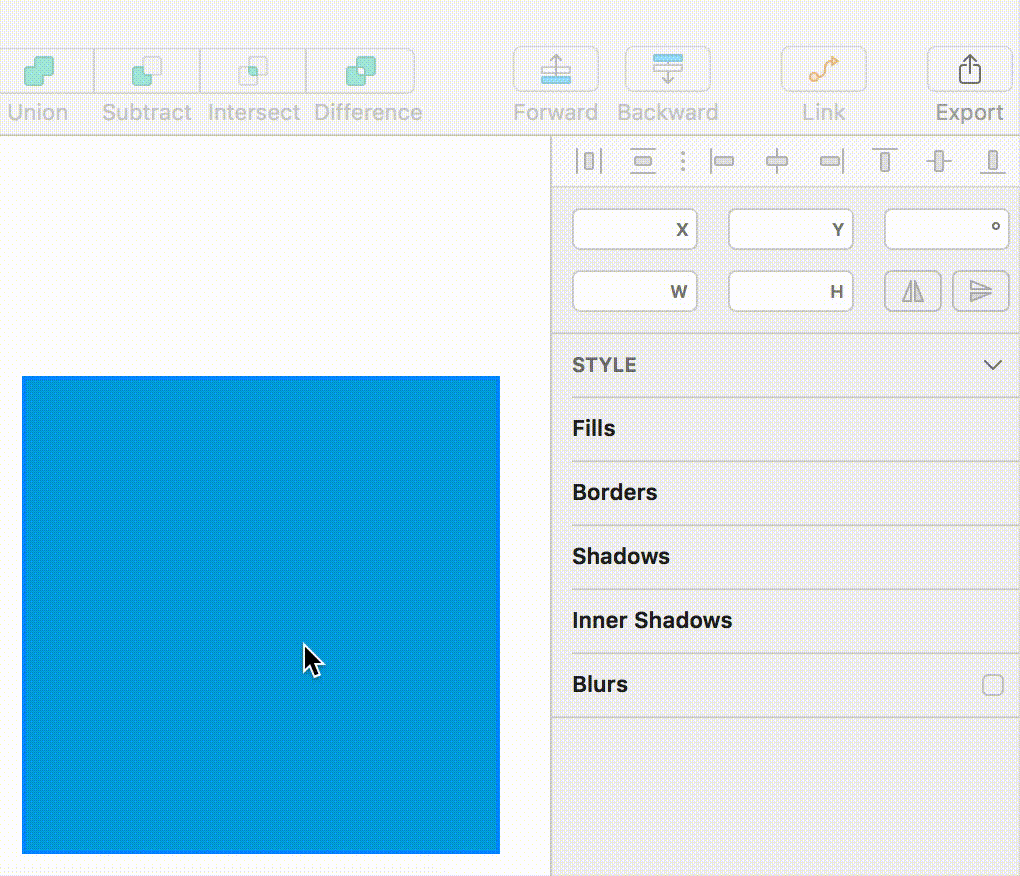 Union Subtract Intersect Difference Forward Backward Link Export
X Y °
W H
STYLE
Fills
Borders
Shadows
Inner Shadows
Blurs